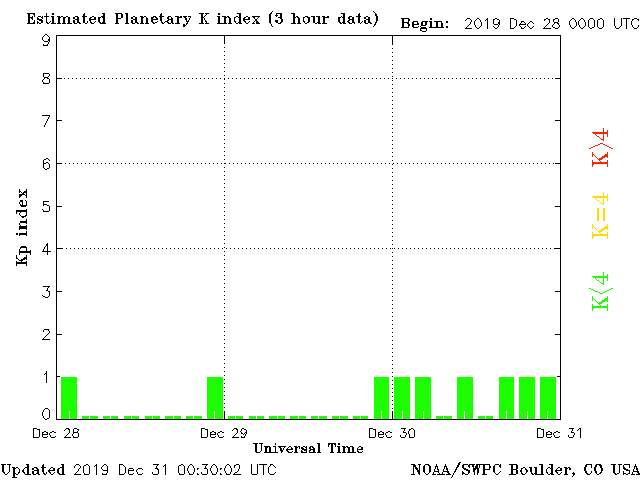 Estimated Planetary K index (3 hour data) Begin: 2019 Dec 28 0000 UTC
9
8
7
6
5
4
3
2
1
0
Kp index
K>4
K=4
K<4
Dec 28 Dec 29 Dec 30 Dec 31
Universal Time
Updated 2019 Dec 31 00:30:02 UTC NOAA/SWPC Boulder, CO USA